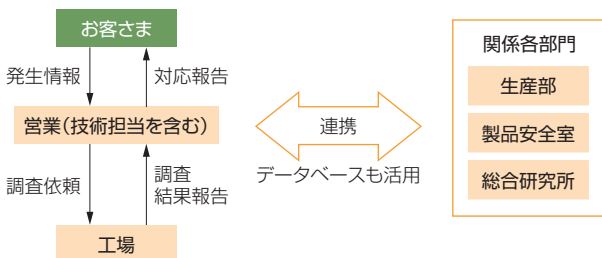 お客さま
発生情報
対応報告
営業（技術担当を含む）
調査依頼
調査
結果報告
工場
連携
データベースも活用
関係各部門
生産部
製品安全室
総合研究所